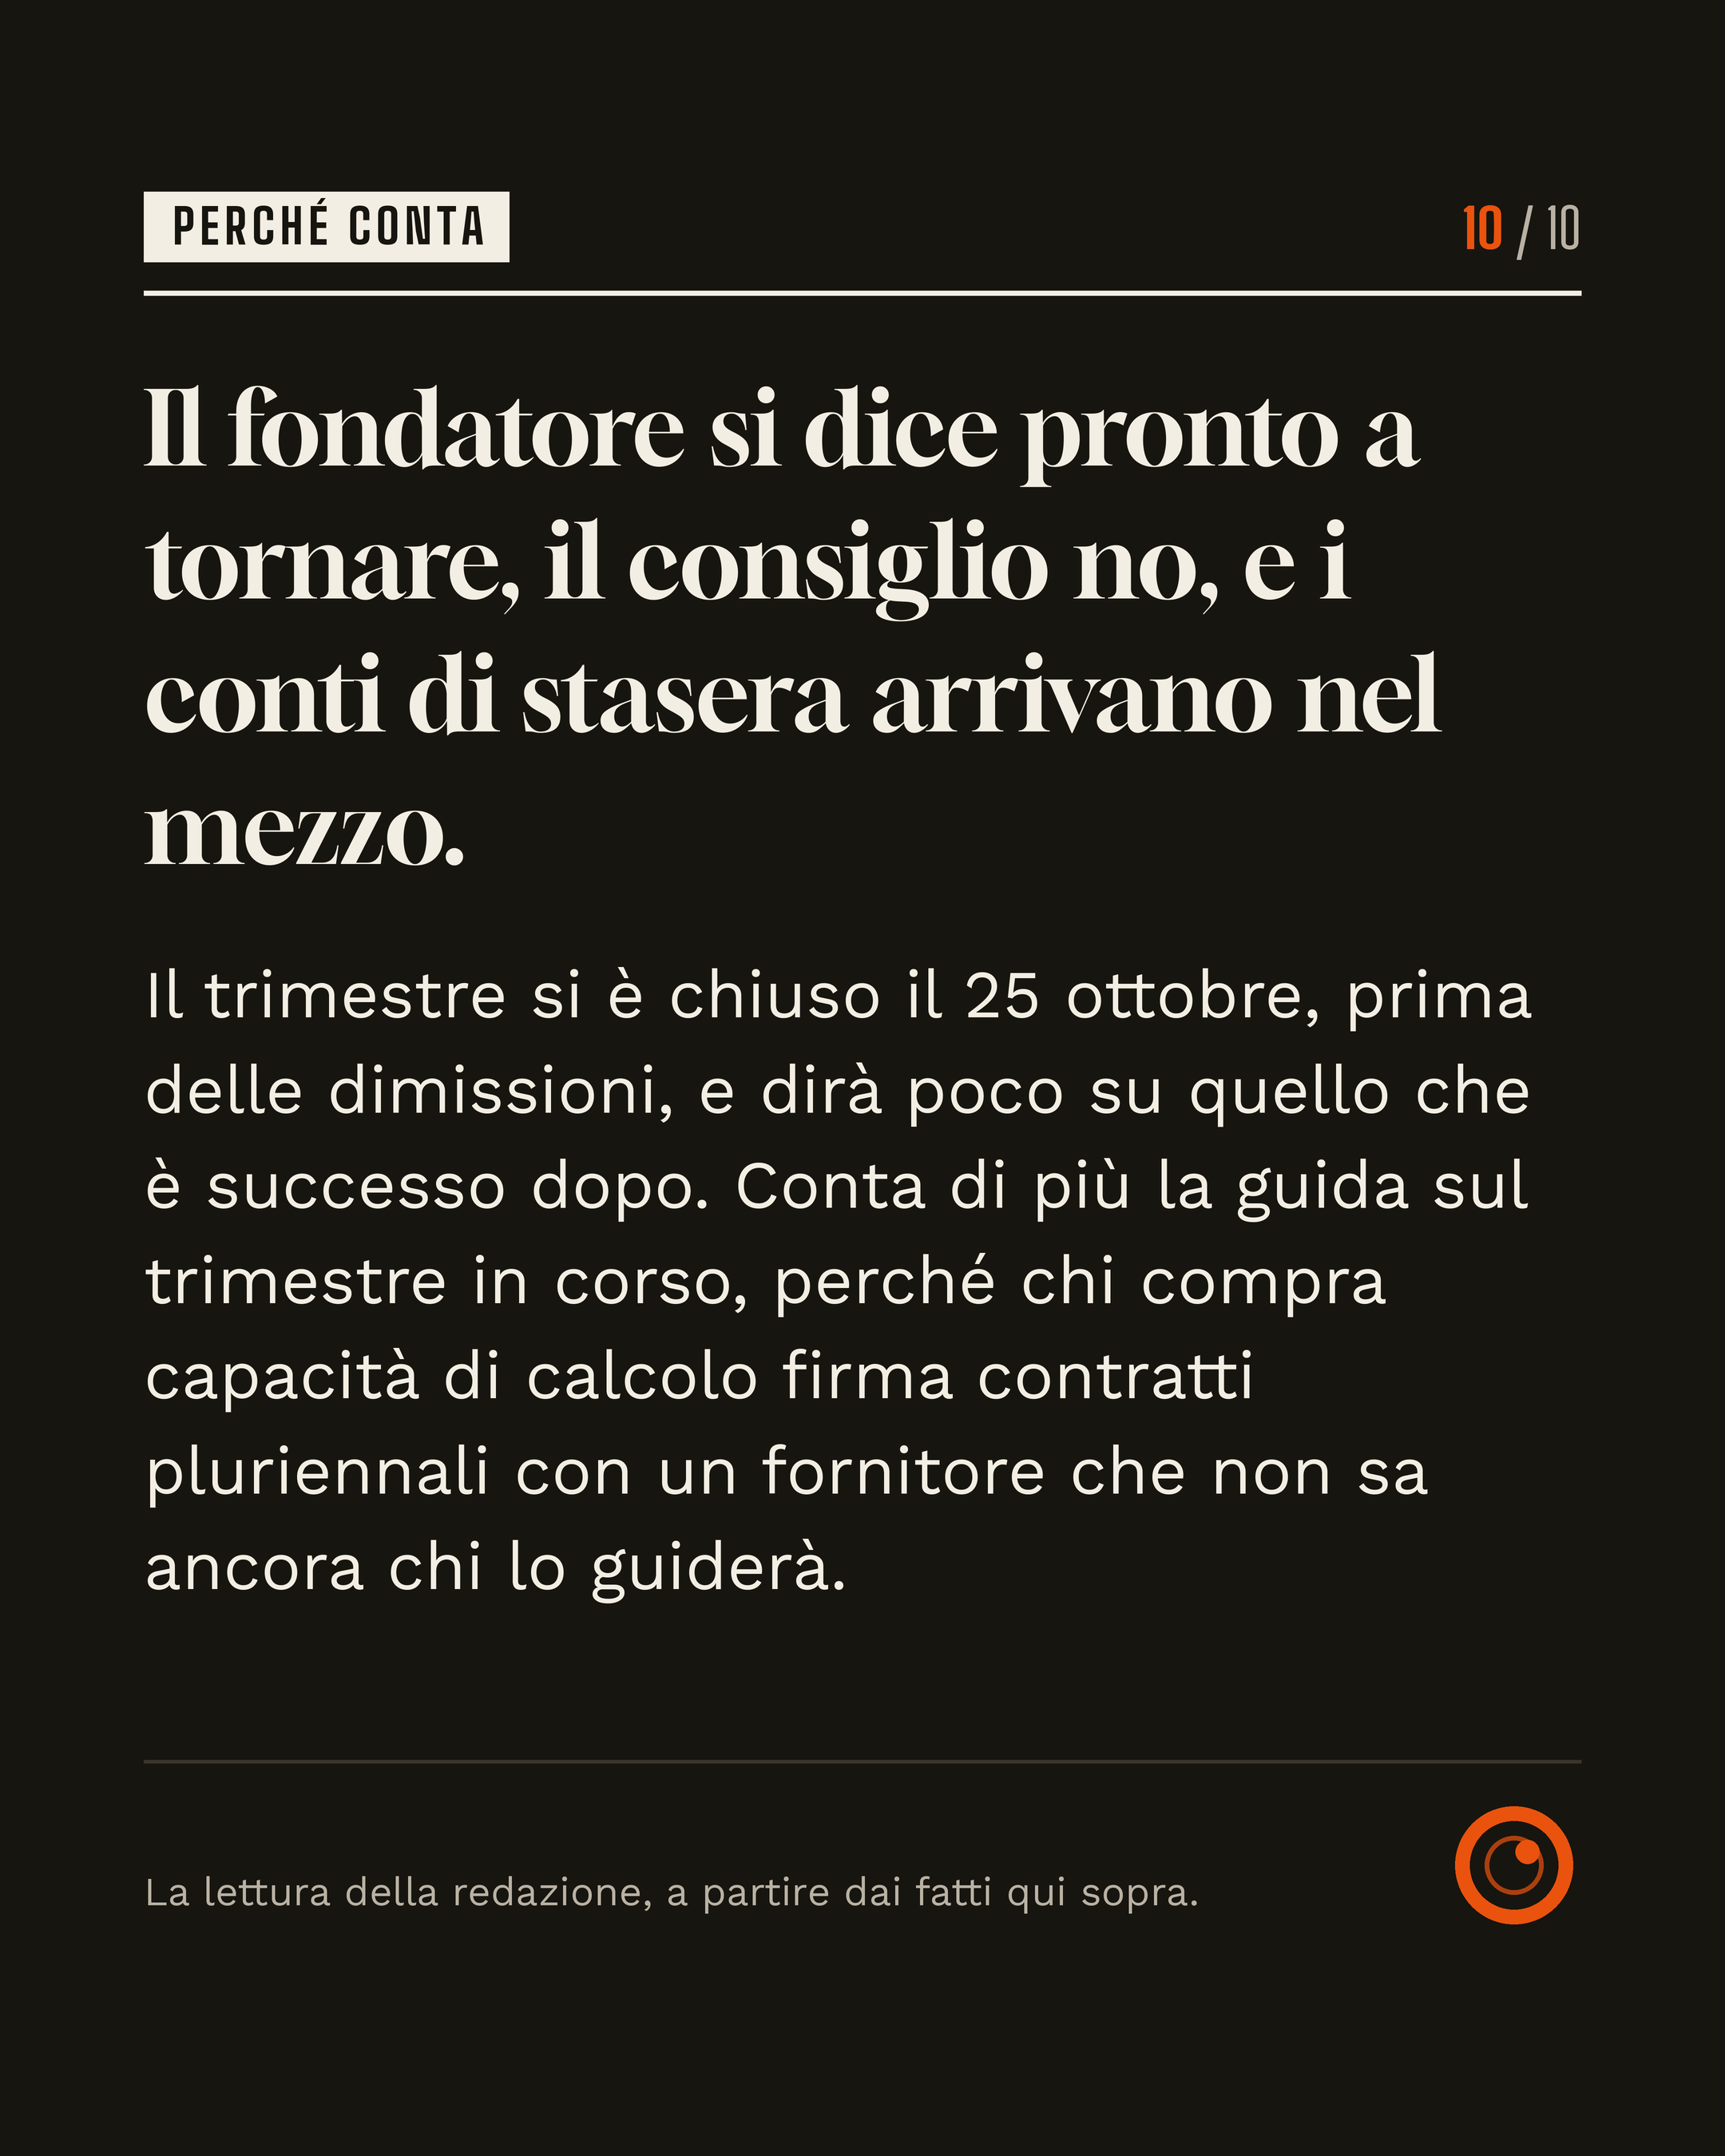 PERCHÉ CONTA
10 / 10
Il fondatore si dice pronto a
tornare, il consiglio no, e i
conti di stasera arrivano nel
mezzo.
Il trimestre si è chiuso il 25 ottobre, prima
delle dimissioni, e dirà poco su quello che
è successo dopo. Conta di più la guida sul
trimestre in corso, perché chi compra
capacità di calcolo firma contratti
pluriennali con un fornitore che non sa
ancora chi lo guiderà.
La lettura della redazione, a partire dai fatti qui sopra.